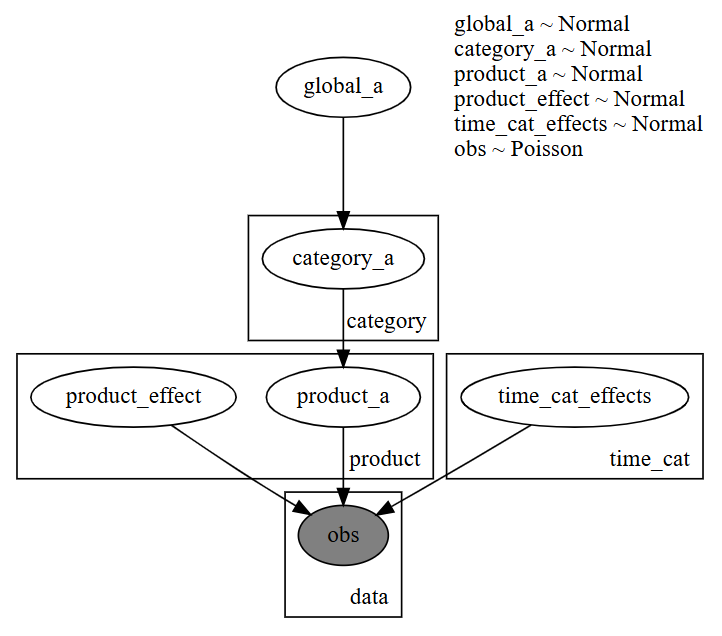 global_a ~ Normal
category_a ~ Normal
product_a ~ Normal
product_effect ~ Normal
time_cat_effects ~ Normal
obs ~ Poisson
global_a
category_a
category
product_effect
product_a
time_cat_effects
product
time_cat
obs
data